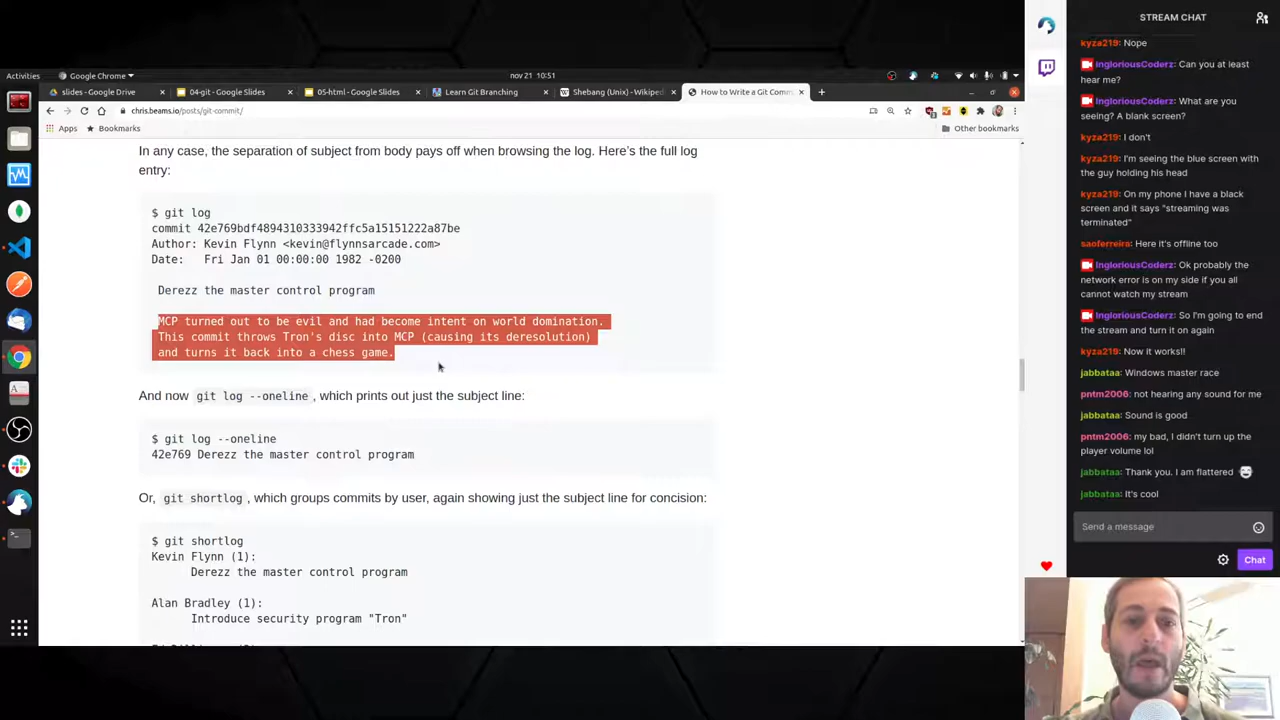 Activities
Google Chrome
nov 21 10:51
slides - Google Drive
04-git - Google Slides
05-html - Google Slides
Learn Git Branching
Shebang (Unix) - Wikiped
How to Write a Git Comm
chris.beams.io/posts/git-commit/
Apps
Bookmarks
Other bookmarks
In any case, the separation of subject from body pays off when browsing the log. Here's the full log
entry:
$ git log
commit 42e769bdf4894310333942ffc5a15151222a87be
Author: Kevin Flynn <kevin@flynnsarcade.com>
Date:   Fri Jan 01 00:00:00 1982 -0200
Derezz the master control program
MCP turned out to be evil and had become intent on world domination.
This commit throws Tron's disc into MCP (causing its deresolution)
and turns it back into a chess game.
And now git log --oneline, which prints out just the subject line:
$ git log --oneline
42e769 Derezz the master control program
Or, git shortlog, which groups commits by user, again showing just the subject line for concision:
$ git shortlog
Kevin Flynn (1):
Derezz the master control program
Alan Bradley (1):
Introduce security program "Tron"
STREAM CHAT
kyza219: Nope
IngloriousCoderz: Can you at least
hear me?
IngloriousCoderz: What are you
seeing? A blank screen?
kyza219: I don't
kyza219: I'm seeing the blue screen with
the guy holding his head
kyza219: On my phone I have a black
screen and it says "streaming was
terminated"
saoferreira: Here it's offline too
IngloriousCoderz: Ok probably the
network error is on my side if you all
cannot watch my stream
IngloriousCoderz: So I'm going to end
the stream and turn it on again
kyza219: Now it works!!
jabbataa: Windows master race
pntm2006: not hearing any sound for me
jabbataa: Sound is good
pntm2006: my bad, I didn't turn up the
player volume lol
jabbataa: Thank you. I am flattered
jabbataa: It's cool
Send a message
Chat